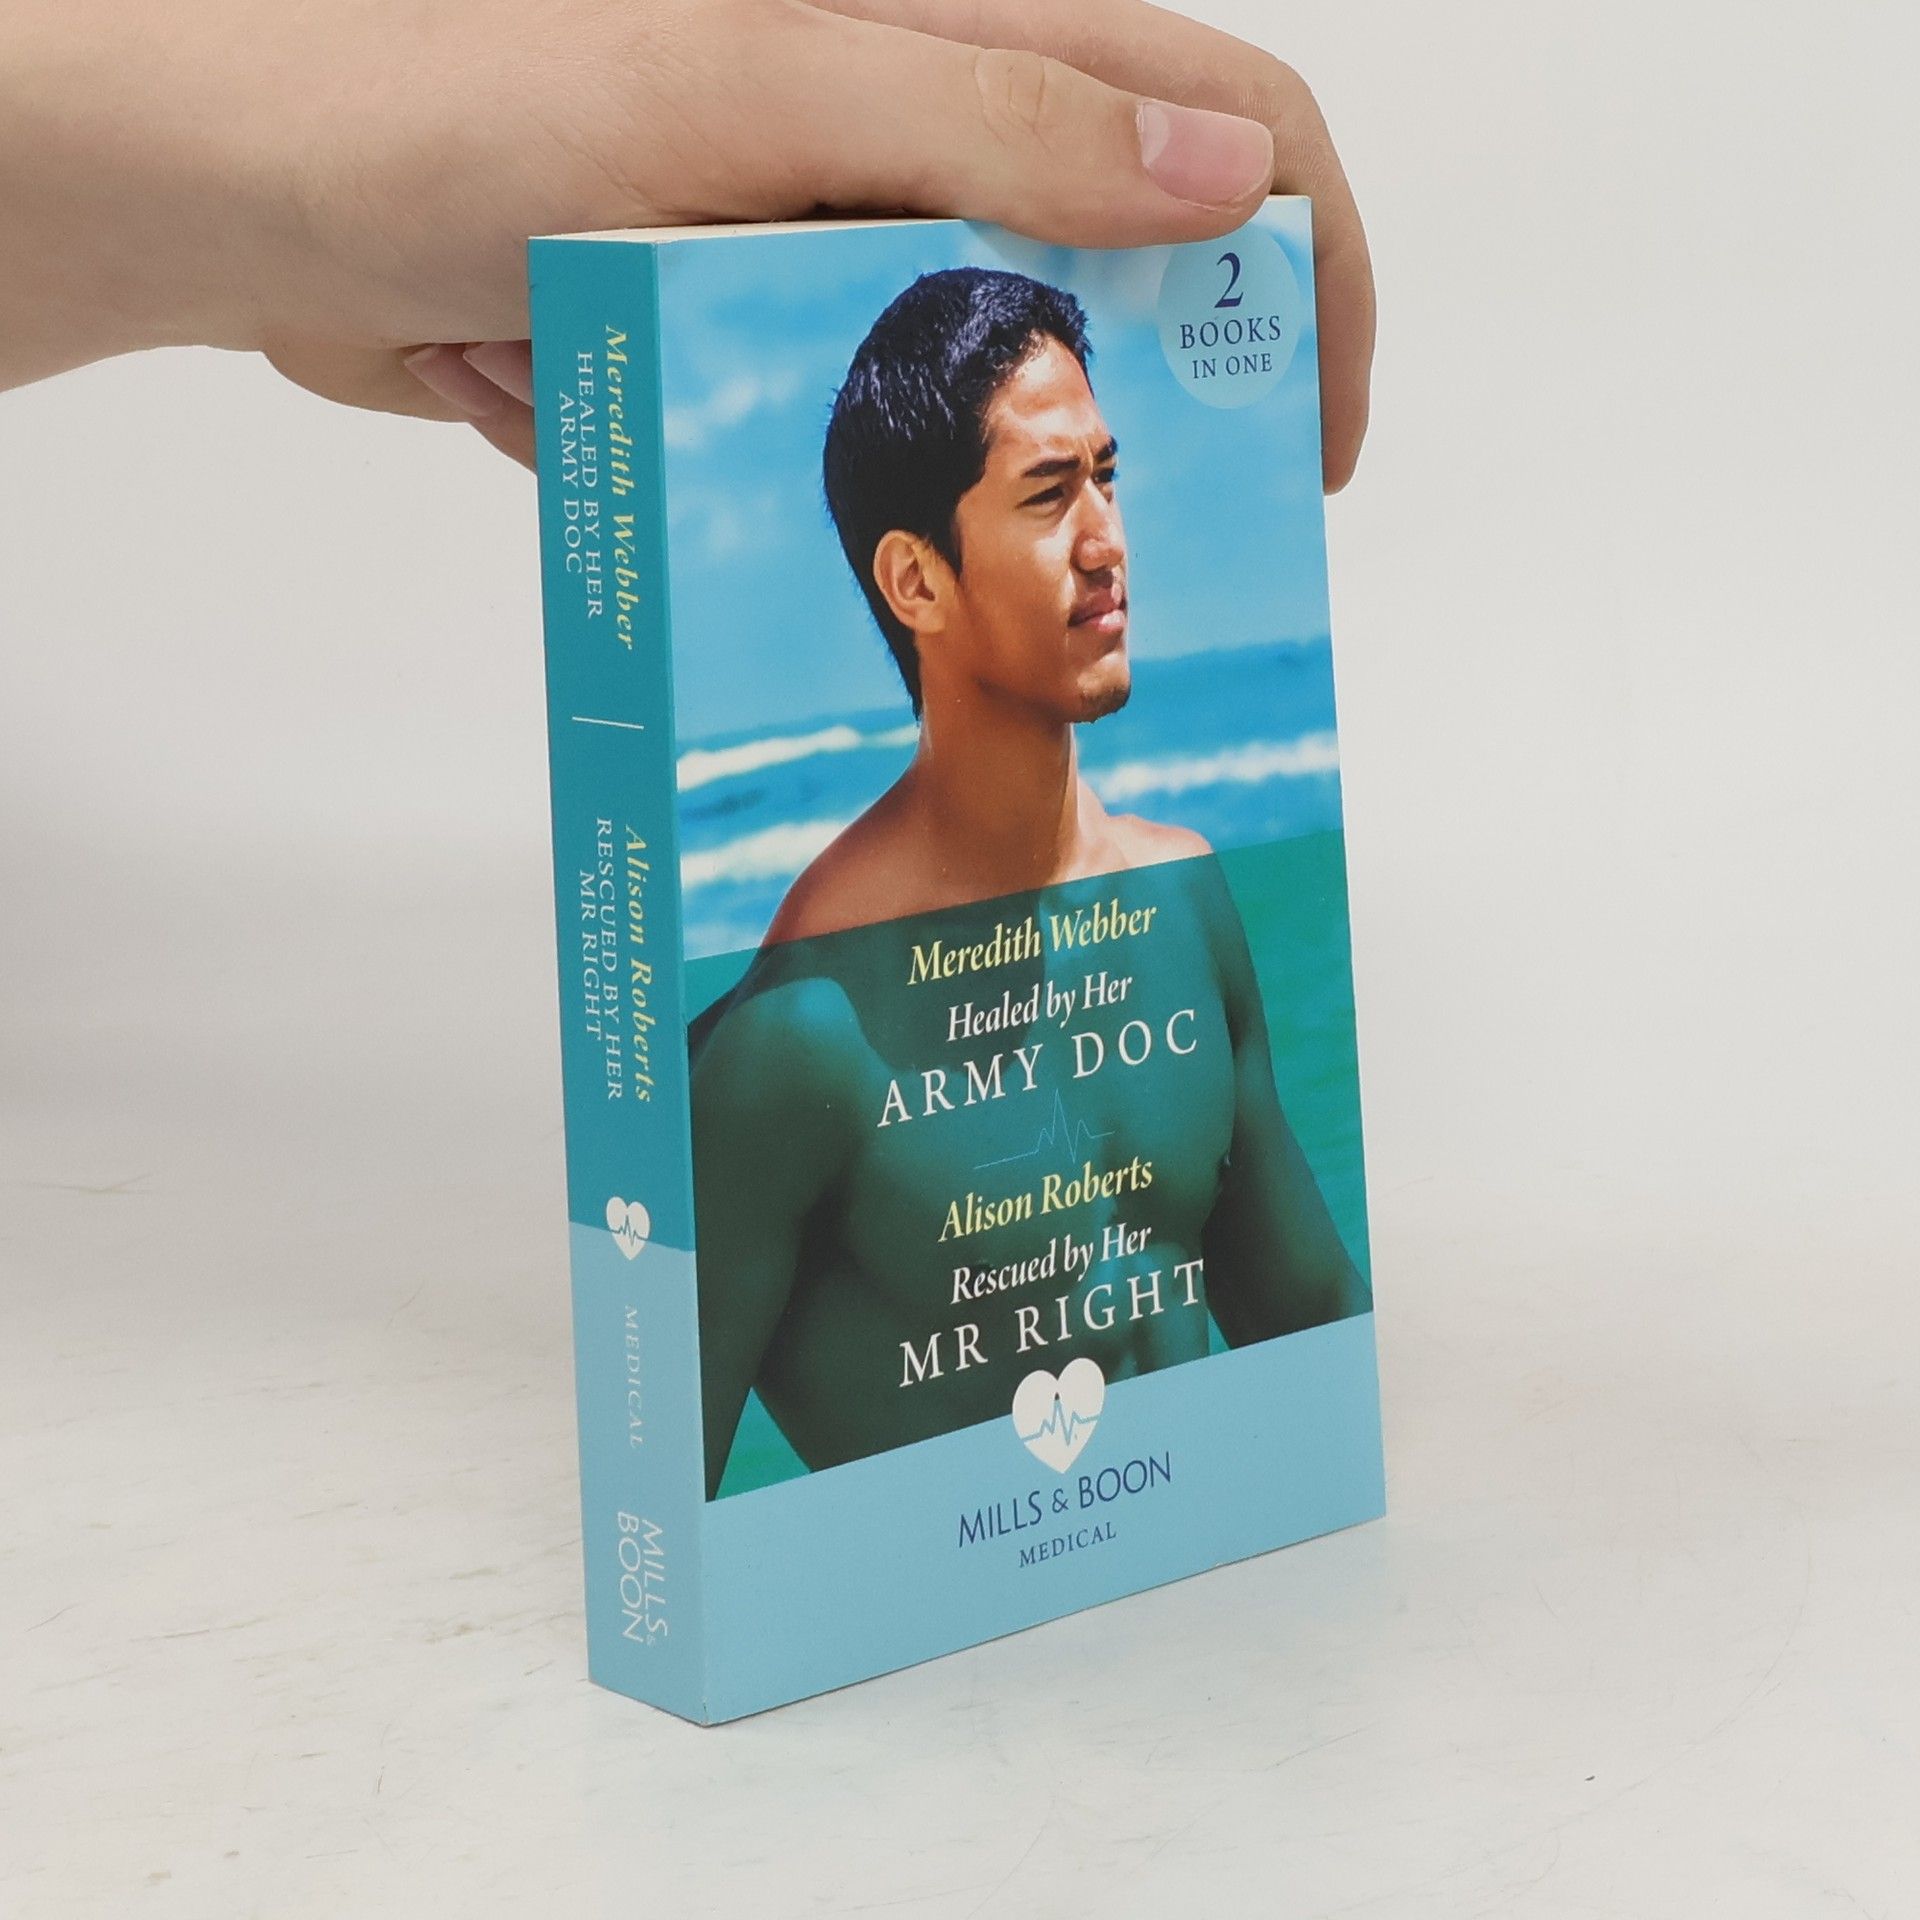 Meredith Webber
HEALED BY HER
ARMY DOC
Alison Roberts
RESCUED BY HER
MR RIGHT
MEDICAL
MILLS &
BOON
2
BOOKS
IN ONE
Meredith Webber
Healed by Her
ARMY DOC
Alison Roberts
Rescued by Her
MR RIGHT
MILLS & BOON
MEDICAL